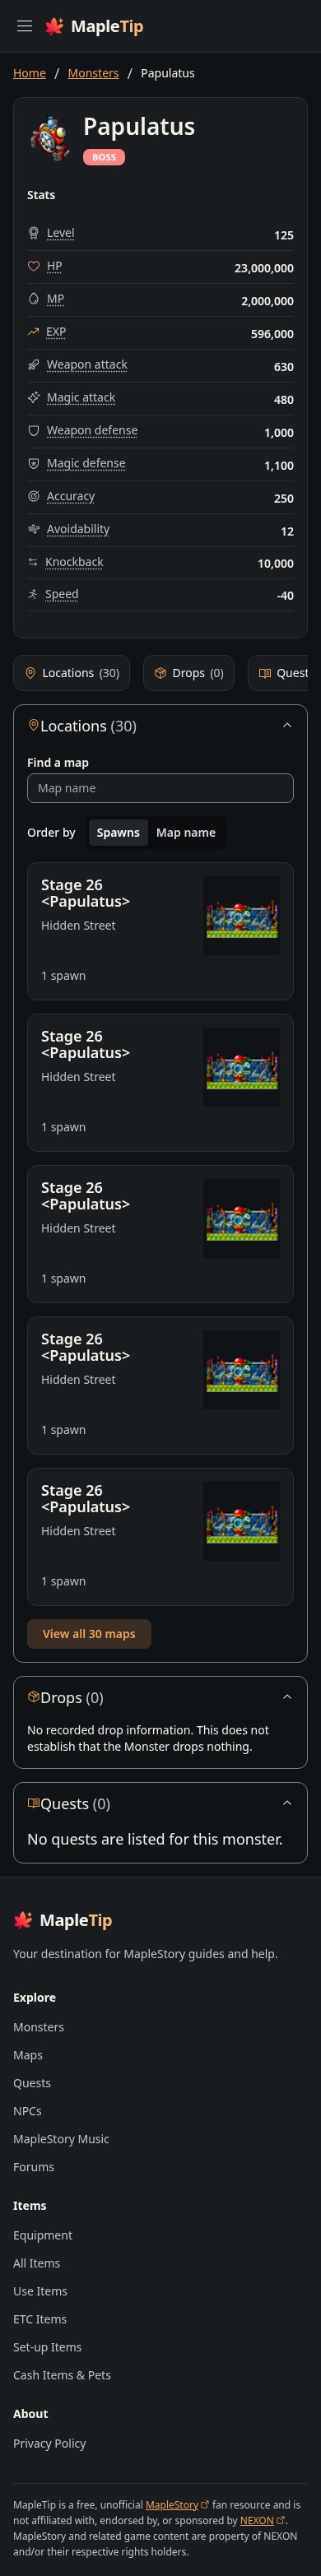 MapleTip
Home / Monsters / Papulatus
Papulatus
BOSS
Stats
Level 125
HP 23,000,000
MP 2,000,000
EXP 596,000
Weapon attack 630
Magic attack 480
Weapon defense 1,000
Magic defense 1,100
Accuracy 250
Avoidability 12
Knockback 10,000
Speed -40
Locations (30) Drops (0) Quest
Locations (30)
Find a map
Map name
Order by Spawns Map name
Stage 26
<Papulatus>
Hidden Street
1 spawn
Stage 26
<Papulatus>
Hidden Street
1 spawn
Stage 26
<Papulatus>
Hidden Street
1 spawn
Stage 26
<Papulatus>
Hidden Street
1 spawn
Stage 26
<Papulatus>
Hidden Street
1 spawn
View all 30 maps
Drops (0)
No recorded drop information. This does not
establish that the Monster drops nothing.
Quests (0)
No quests are listed for this monster.
MapleTip
Your destination for MapleStory guides and help.
Explore
Monsters
Maps
Quests
NPCs
MapleStory Music
Forums
Items
Equipment
All Items
Use Items
ETC Items
Set-up Items
Cash Items & Pets
About
Privacy Policy
MapleTip is a free, unofficial MapleStory fan resource and is
not affiliated with, endorsed by, or sponsored by NEXON.
MapleStory and related game content are property of NEXON
and/or their respective rights holders.